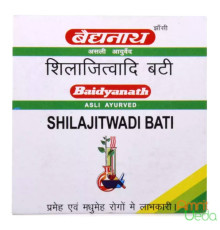 झाँसी
बैद्यनाथ
असली आयुर्वेद
शिलाजित्वादि बटी
Baidyanath
ASLI AYURVED
SHILAJITWADI BATI
प्रमेह एवं मधुमेह रोगों में लाभकारी।